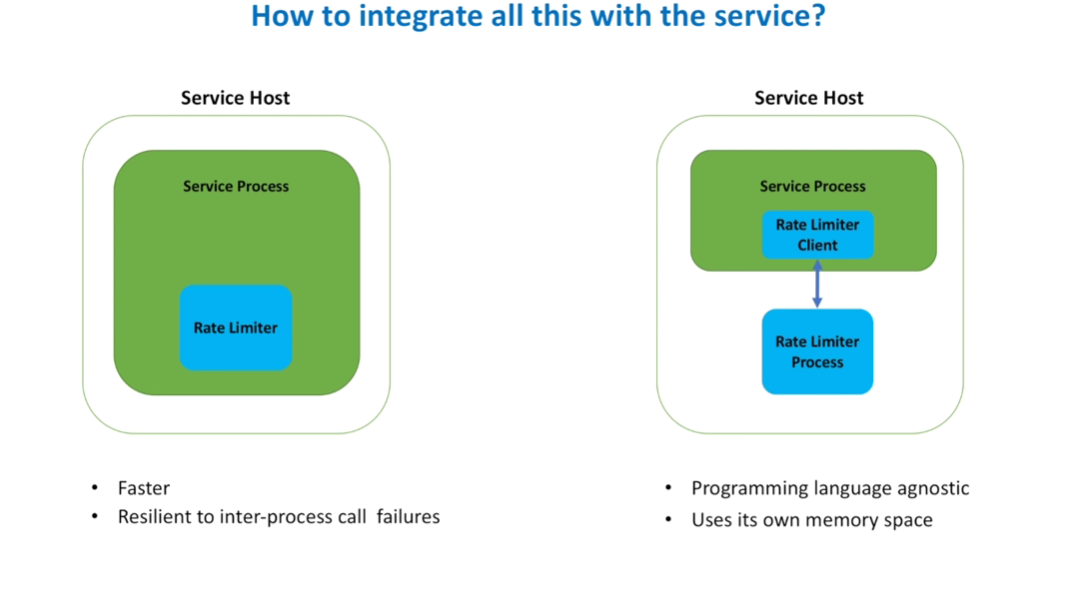 How to integrate all this with the service?
Service Host
Service Process
Rate Limiter
• Faster
• Resilient to inter-process call failures
Service Host
Service Process
Rate Limiter
Client
Rate Limiter
Process
• Programming language agnostic
• Uses its own memory space